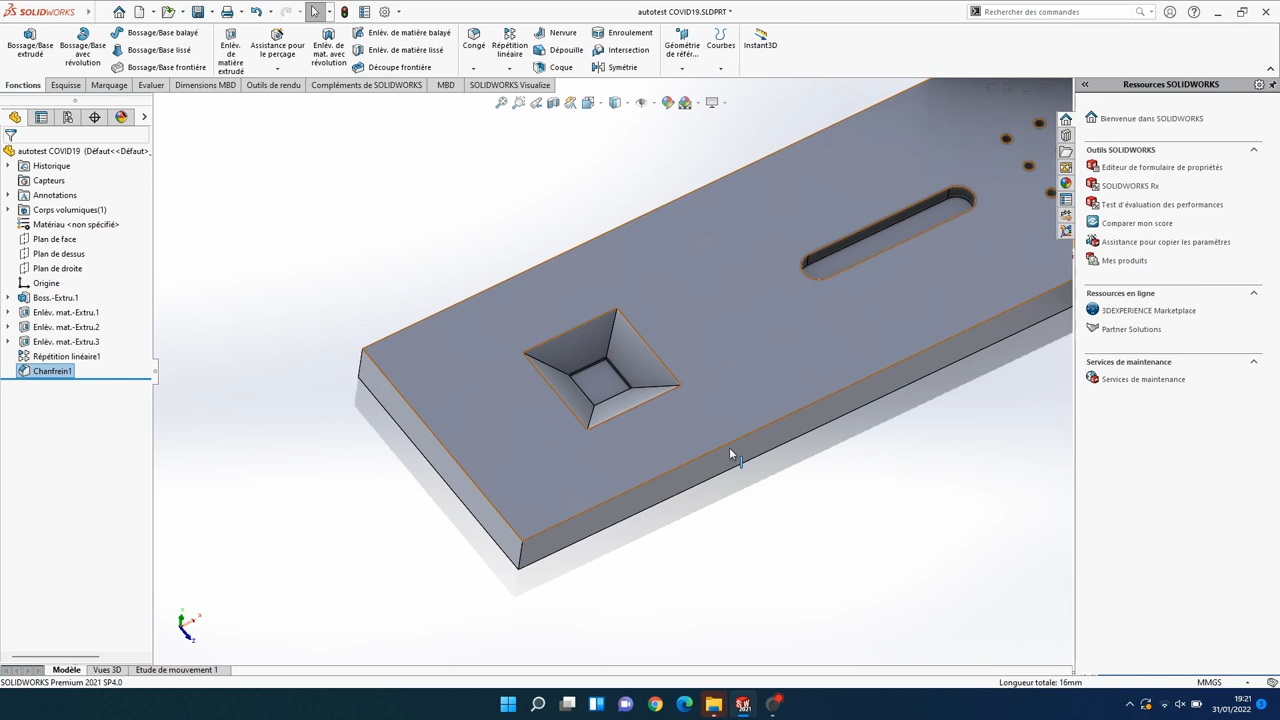 SOLIDWORKS
autotest COVID19.SLDPRT *
Rechercher des commandes
Bossage/Base extrudé
Bossage/Base avec révolution
Bossage/Base balayé
Bossage/Base lissé
Bossage/Base frontière
Enlèv. de matière extrudé
Assistance pour le perçage
Enlèv. de mat. avec révolution
Enlèv. de matière balayé
Enlèv. de matière lissé
Découpe frontière
Congé
Répétition linéaire
Nervure
Dépouille
Coque
Enroulement
Intersection
Symétrie
Géométrie de référ...
Courbes
Instant3D
Fonctions
Esquisse
Marquage
Evaluer
Dimensions MBD
Outils de rendu
Compléments de SOLIDWORKS
MBD
SOLIDWORKS Visualize
autotest COVID19 (Défaut<<Défaut>_
Historique
Capteurs
Annotations
Corps volumiques(1)
Matériau <non spécifié>
Plan de face
Plan de dessus
Plan de droite
Origine
Boss.-Extru.1
Enlèv. mat.-Extru.1
Enlèv. mat.-Extru.2
Enlèv. mat.-Extru.3
Répétition linéaire1
Chanfrein1
Ressources SOLIDWORKS
Bienvenue dans SOLIDWORKS
Outils SOLIDWORKS
Editeur de formulaire de propriétés
SOLIDWORKS Rx
Test d'évaluation des performances
Comparer mon score
Assistance pour copier les paramètres
Mes produits
Ressources en ligne
3DEXPERIENCE Marketplace
Partner Solutions
Services de maintenance
Services de maintenance
Modèle
Vues 3D
Etude de mouvement 1
SOLIDWORKS Premium 2021 SP4.0
Longueur totale: 16mm
MMGS
19:21
31/01/2022